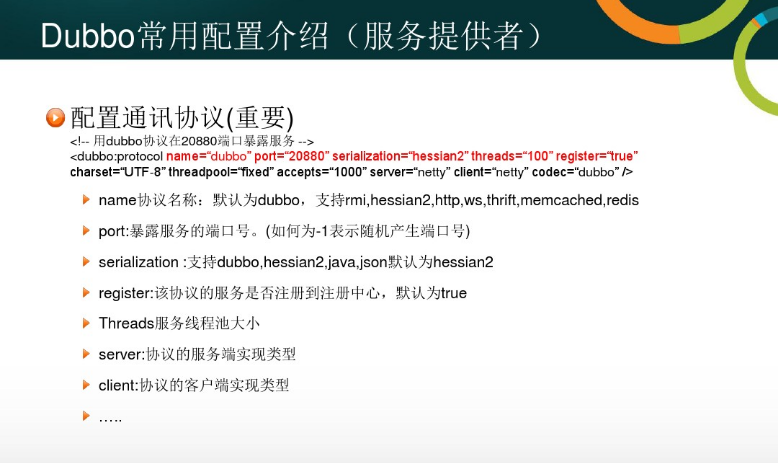 Dubbo常用配置介绍（服务提供者）
配置通讯协议(重要)
<!-- 用dubbo协议在20880端口暴露服务 -->
<dubbo:protocol name=“dubbo” port=“20880” serialization=“hessian2” threads=“100” register=“true”
charset=“UTF-8” threadpool=“fixed” accepts=“1000” server=“netty” client=“netty” codec=“dubbo” />
name协议名称：默认为dubbo，支持rmi,hessian2,http,ws,thrift,memcached,redis
port:暴露服务的端口号。(如何为-1表示随机产生端口号)
serialization :支持dubbo,hessian2,java,json默认为hessian2
register:该协议的服务是否注册到注册中心，默认为true
Threads服务线程池大小
server:协议的服务端实现类型
client:协议的客户端实现类型
…..